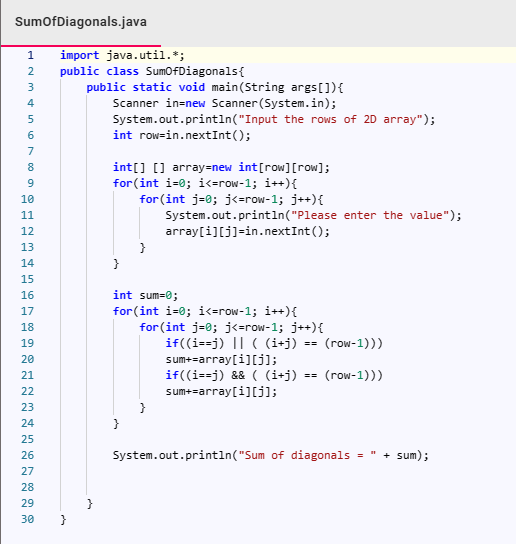 SumOfDiagonals.java
1 import java.util.*;
2 public class SumOfDiagonals{
3     public static void main(String args[]){
4         Scanner in=new Scanner(System.in);
5         System.out.println("Input the rows of 2D array");
6         int row=in.nextInt();
7
8         int[] [] array=new int[row][row];
9         for(int i=0; i<=row-1; i++){
10             for(int j=0; j<=row-1; j++){
11                 System.out.println("Please enter the value");
12                 array[i][j]=in.nextInt();
13             }
14         }
15
16         int sum=0;
17         for(int i=0; i<=row-1; i++){
18             for(int j=0; j<=row-1; j++){
19                 if((i==j) || ( (i+j) == (row-1)))
20                 sum+=array[i][j];
21                 if((i==j) && ( (i+j) == (row-1)))
22                 sum+=array[i][j];
23             }
24         }
25
26         System.out.println("Sum of diagonals = " + sum);
27
28
29     }
30 }